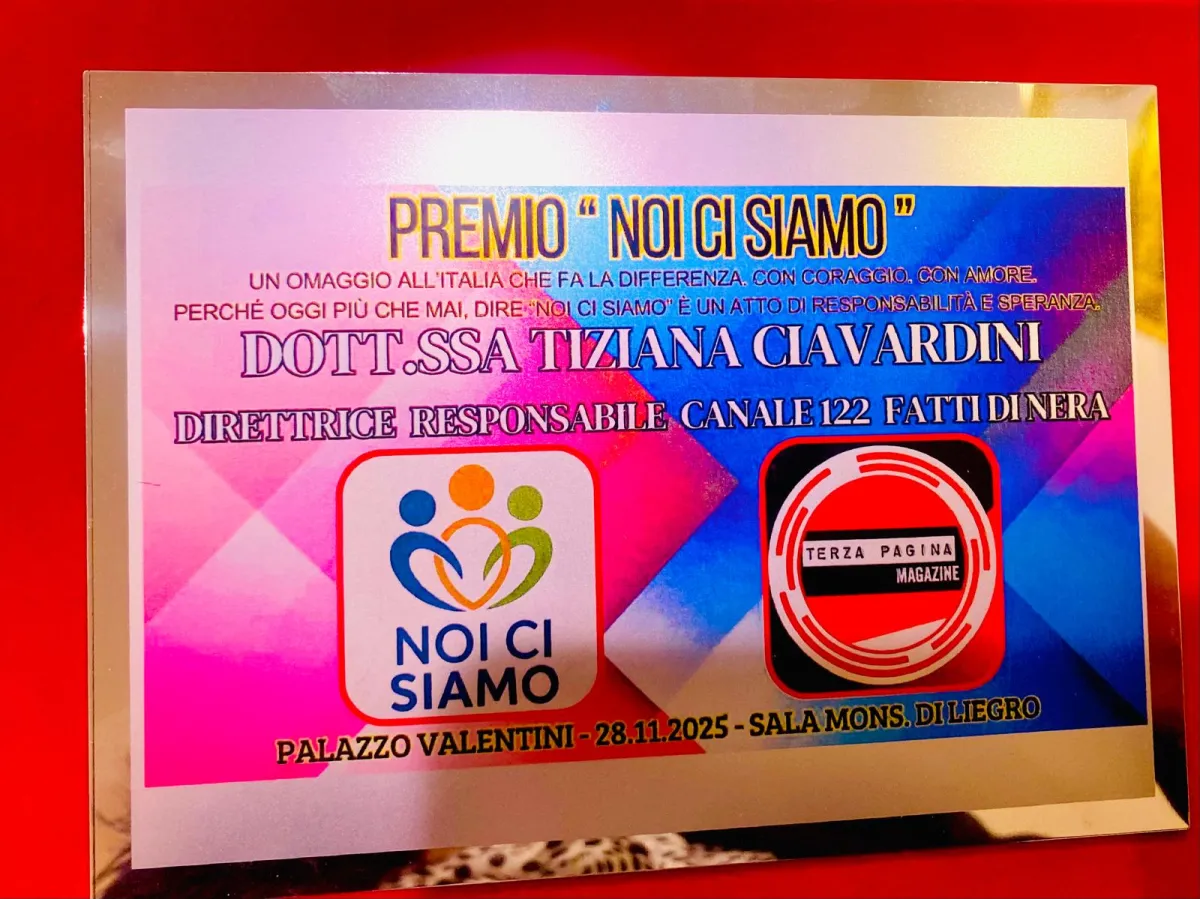 PREMIO “ NOI CI SIAMO ”
UN OMAGGIO ALL'ITALIA CHE FA LA DIFFERENZA. CON CORAGGIO. CON AMORE.
PERCHÉ OGGI PIÙ CHE MAI, DIRE “NOI CI SIAMO” È UN ATTO DI RESPONSABILITÀ E SPERANZA.
DOTT.SSA TIZIANA CIAVARDINI
DIRETTRICE RESPONSABILE CANALE 122 FATTI DI NERA
NOI CI
SIAMO
TERZA PAGINA
MAGAZINE
PALAZZO VALENTINI - 28.11.2025 - SALA MONS. DI LIEGRO